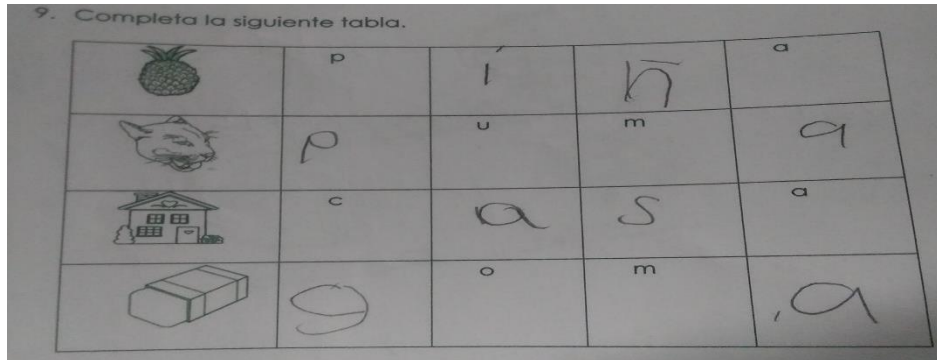 9. Completa la siguiente tabla.
p í ñ a
p u m a
c a s a
g o m a